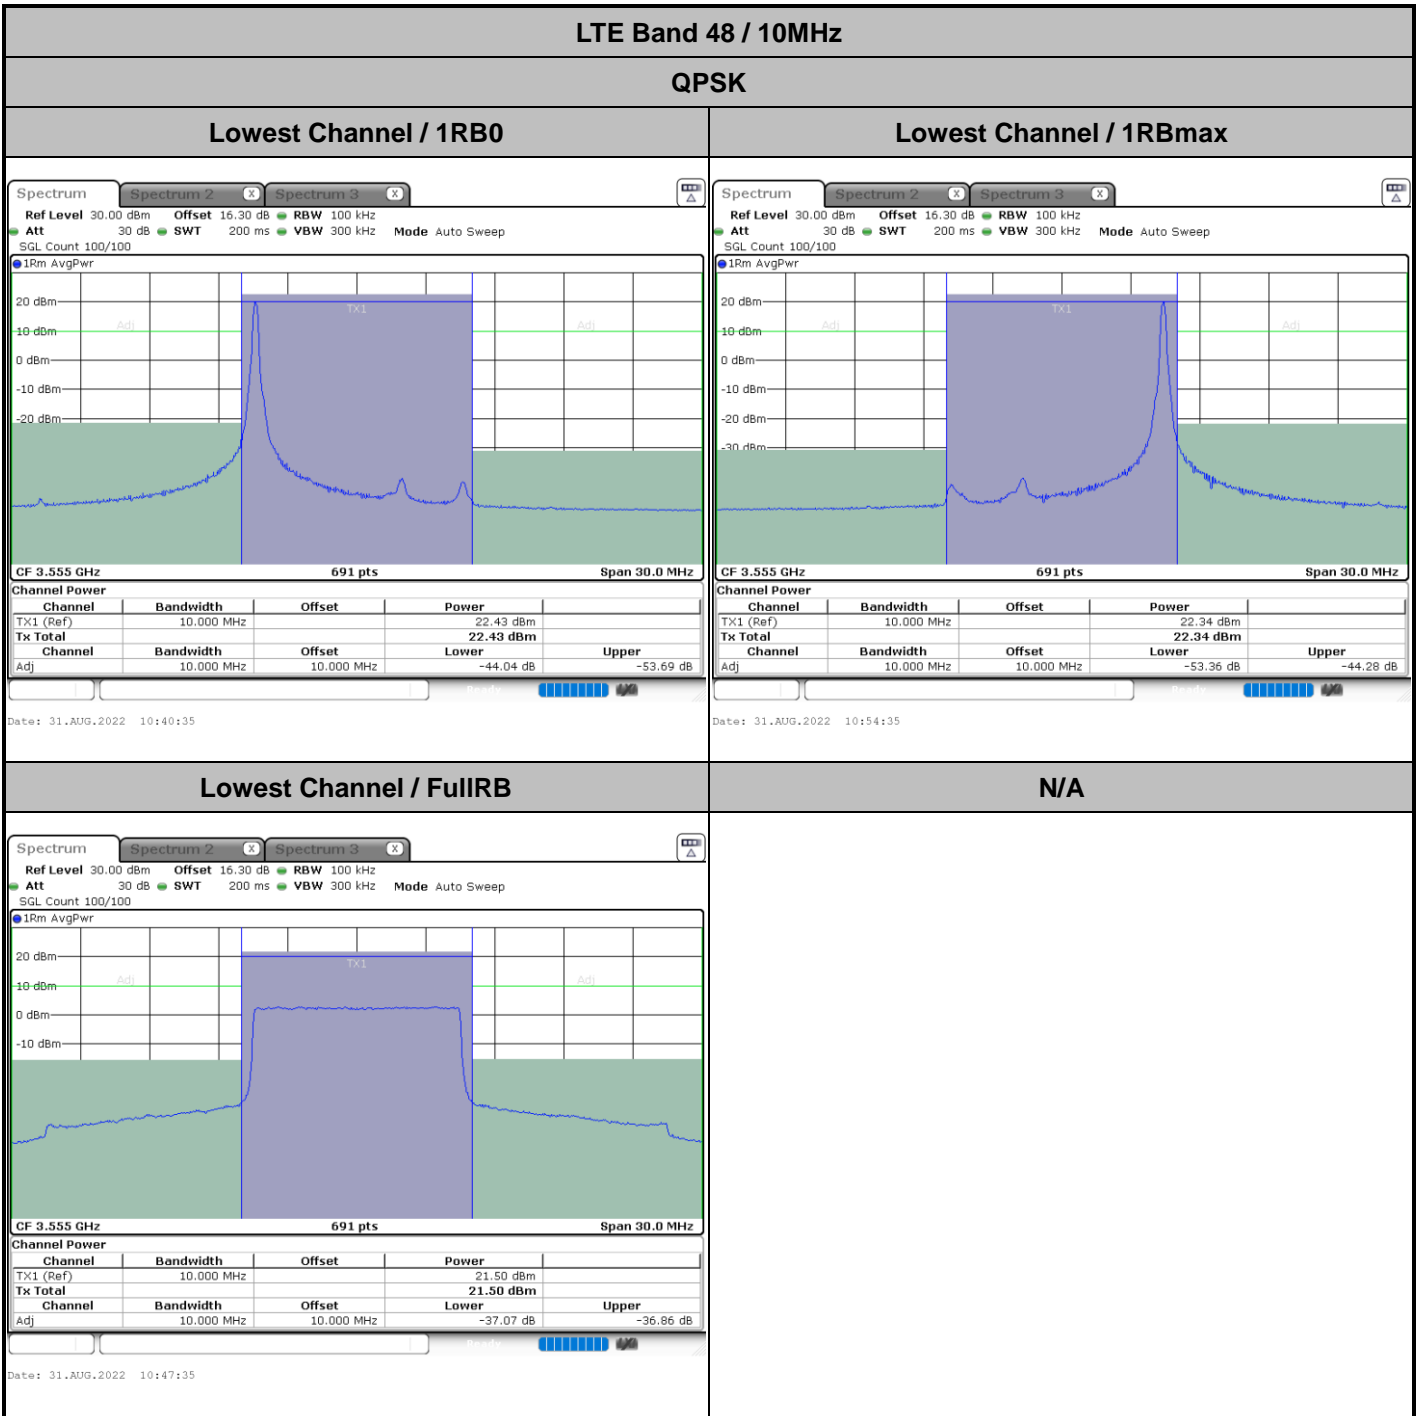 LTE Band 48 / 10MHz
QPSK
Lowest Channel / 1RB0
Lowest Channel / 1RBmax
Spectrum Spectrum 2 X Spectrum 3 X
Ref Level 30.00 dBm Offset 16.30 dB RBW 100 kHz
Att 30 dB SWT 200 ms VBW 300 kHz Mode Auto Sweep
SGL Count 100/100
1Rm AvgPwr
TX1
20 dBm
Adj Adj
10 dBm
0 dBm
-10 dBm
-20 dBm
CF 3.555 GHz 691 pts Span 30.0 MHz
Channel Power
Channel Bandwidth Offset Power
TX1 (Ref) 10.000 MHz 22.43 dBm
Tx Total 22.43 dBm
Channel Bandwidth Offset Lower Upper
Adj 10.000 MHz 10.000 MHz -44.04 dB -53.69 dB
Ready
Date: 31.AUG.2022 10:40:35
Spectrum Spectrum 2 X Spectrum 3 X
Ref Level 30.00 dBm Offset 16.30 dB RBW 100 kHz
Att 30 dB SWT 200 ms VBW 300 kHz Mode Auto Sweep
SGL Count 100/100
1Rm AvgPwr
20 dBm
TX1
Adj Adj
10 dBm
0 dBm
-10 dBm
-20 dBm
-30 dBm
CF 3.555 GHz 691 pts Span 30.0 MHz
Channel Power
Channel Bandwidth Offset Power
TX1 (Ref) 10.000 MHz 22.34 dBm
Tx Total 22.34 dBm
Channel Bandwidth Offset Lower Upper
Adj 10.000 MHz 10.000 MHz -53.36 dB -44.28 dB
Ready
Date: 31.AUG.2022 10:54:35
Lowest Channel / FullRB
N/A
Spectrum Spectrum 2 X Spectrum 3 X
Ref Level 30.00 dBm Offset 16.30 dB RBW 100 kHz
Att 30 dB SWT 200 ms VBW 300 kHz Mode Auto Sweep
SGL Count 100/100
1Rm AvgPwr
20 dBm
TX1
Adj Adj
10 dBm
0 dBm
-10 dBm
CF 3.555 GHz 691 pts Span 30.0 MHz
Channel Power
Channel Bandwidth Offset Power
TX1 (Ref) 10.000 MHz 21.50 dBm
Tx Total 21.50 dBm
Channel Bandwidth Offset Lower Upper
Adj 10.000 MHz 10.000 MHz -37.07 dB -36.86 dB
Ready
Date: 31.AUG.2022 10:47:35